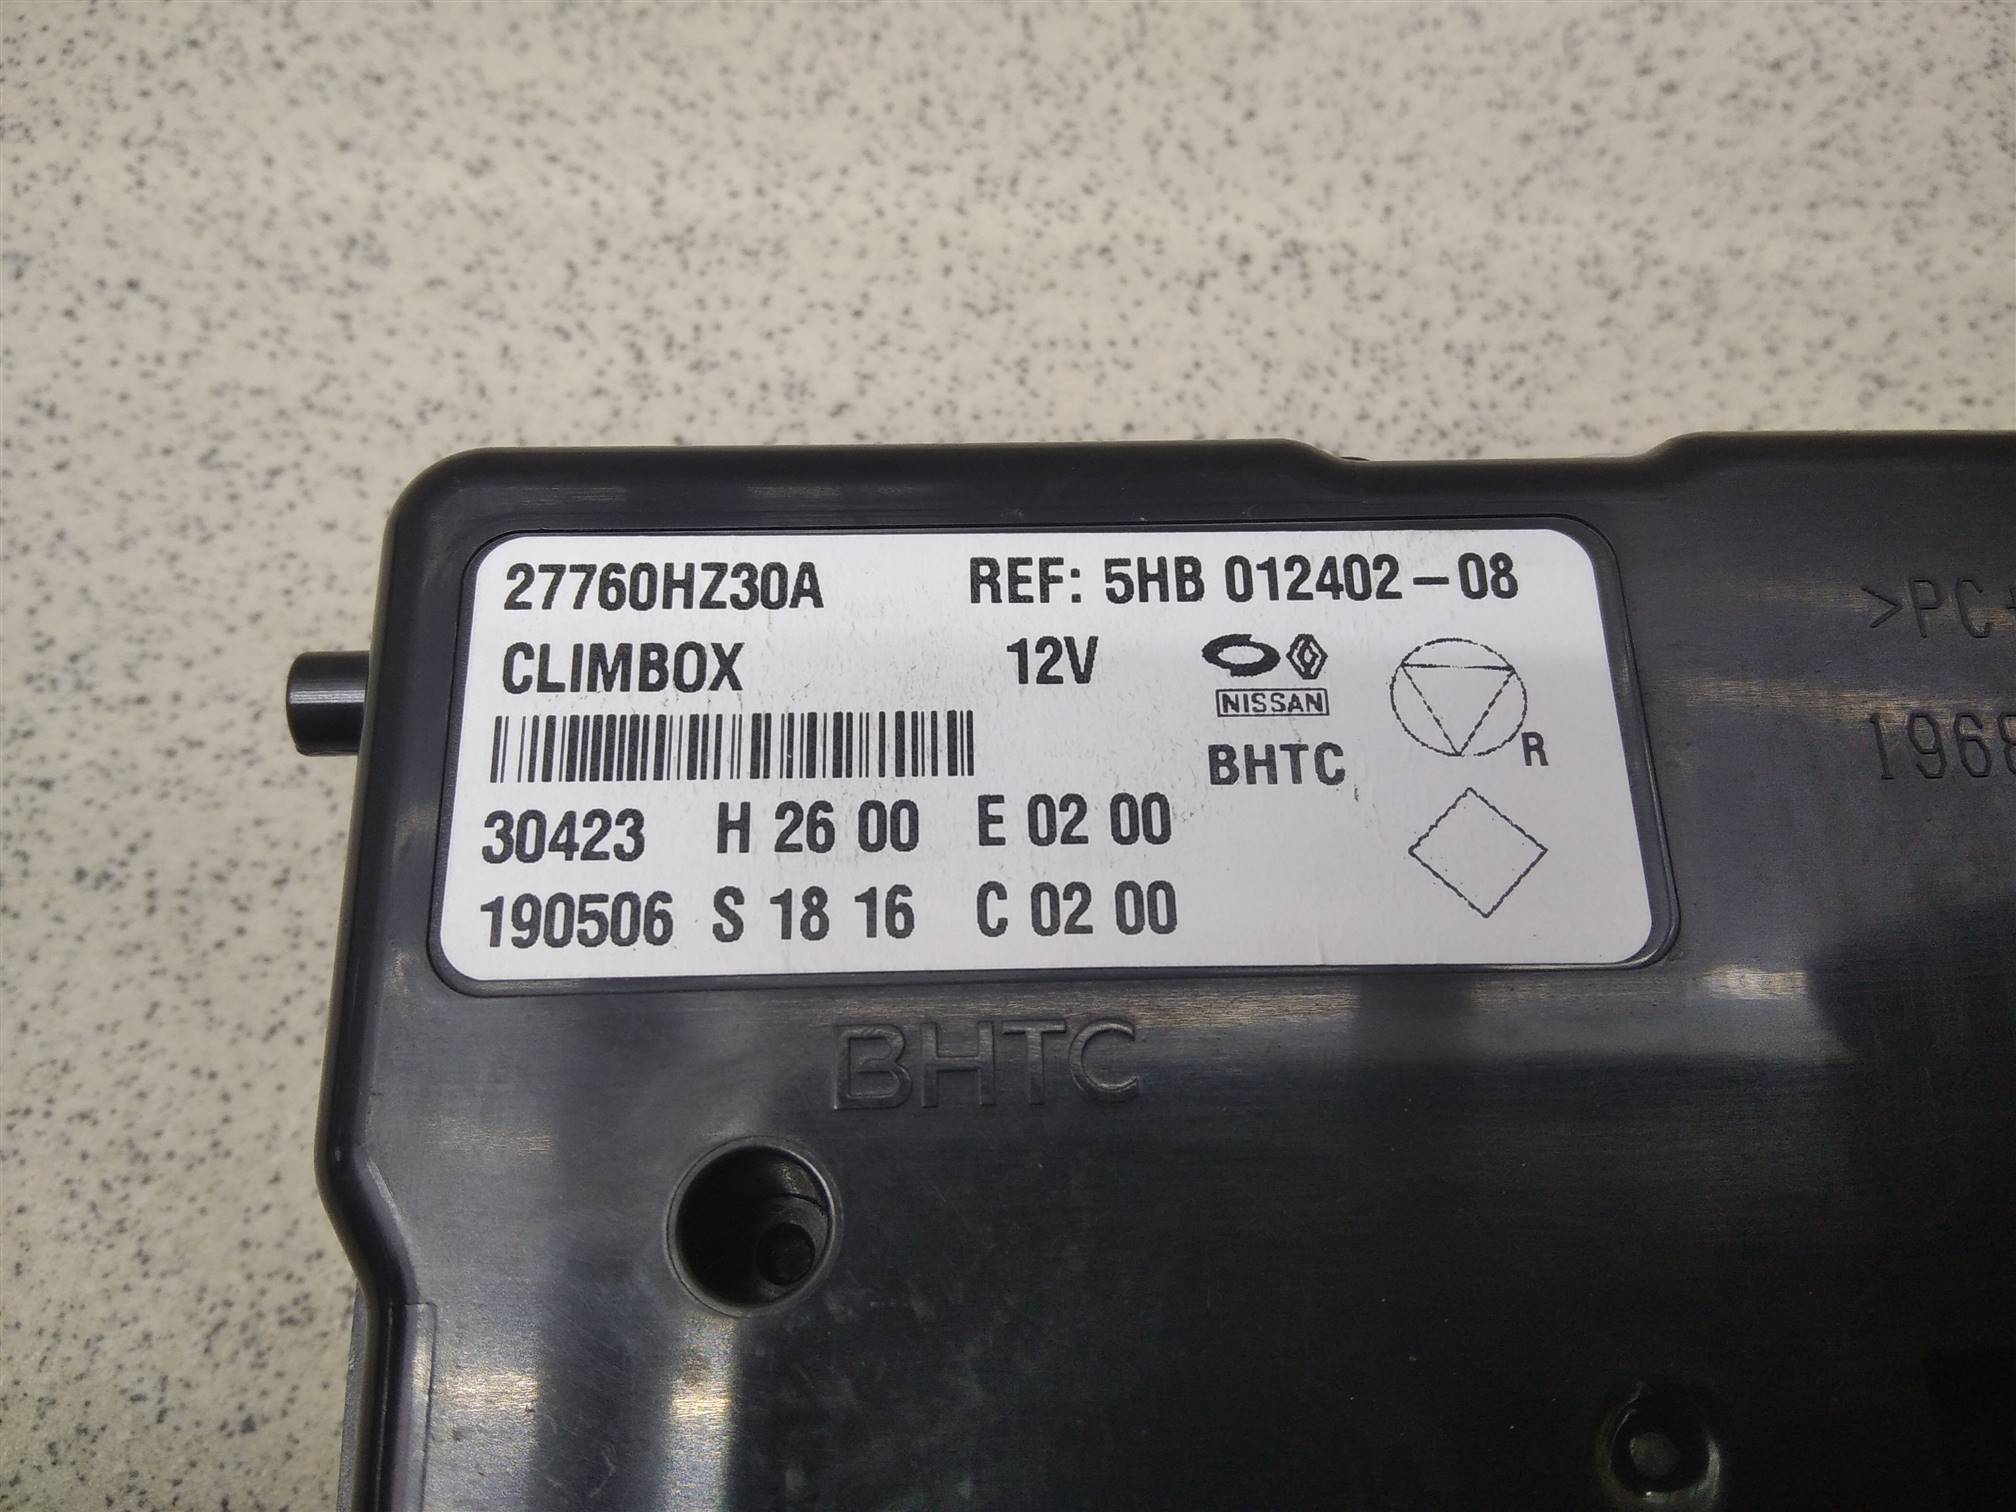 27760HZ30A REF: 5HB 012402-08
CLIMBOX 12V
NISSAN
BHTC
R
30423 H 26 00 E 02 00
190506 S 18 16 C 02 00
BHTC
>PC+